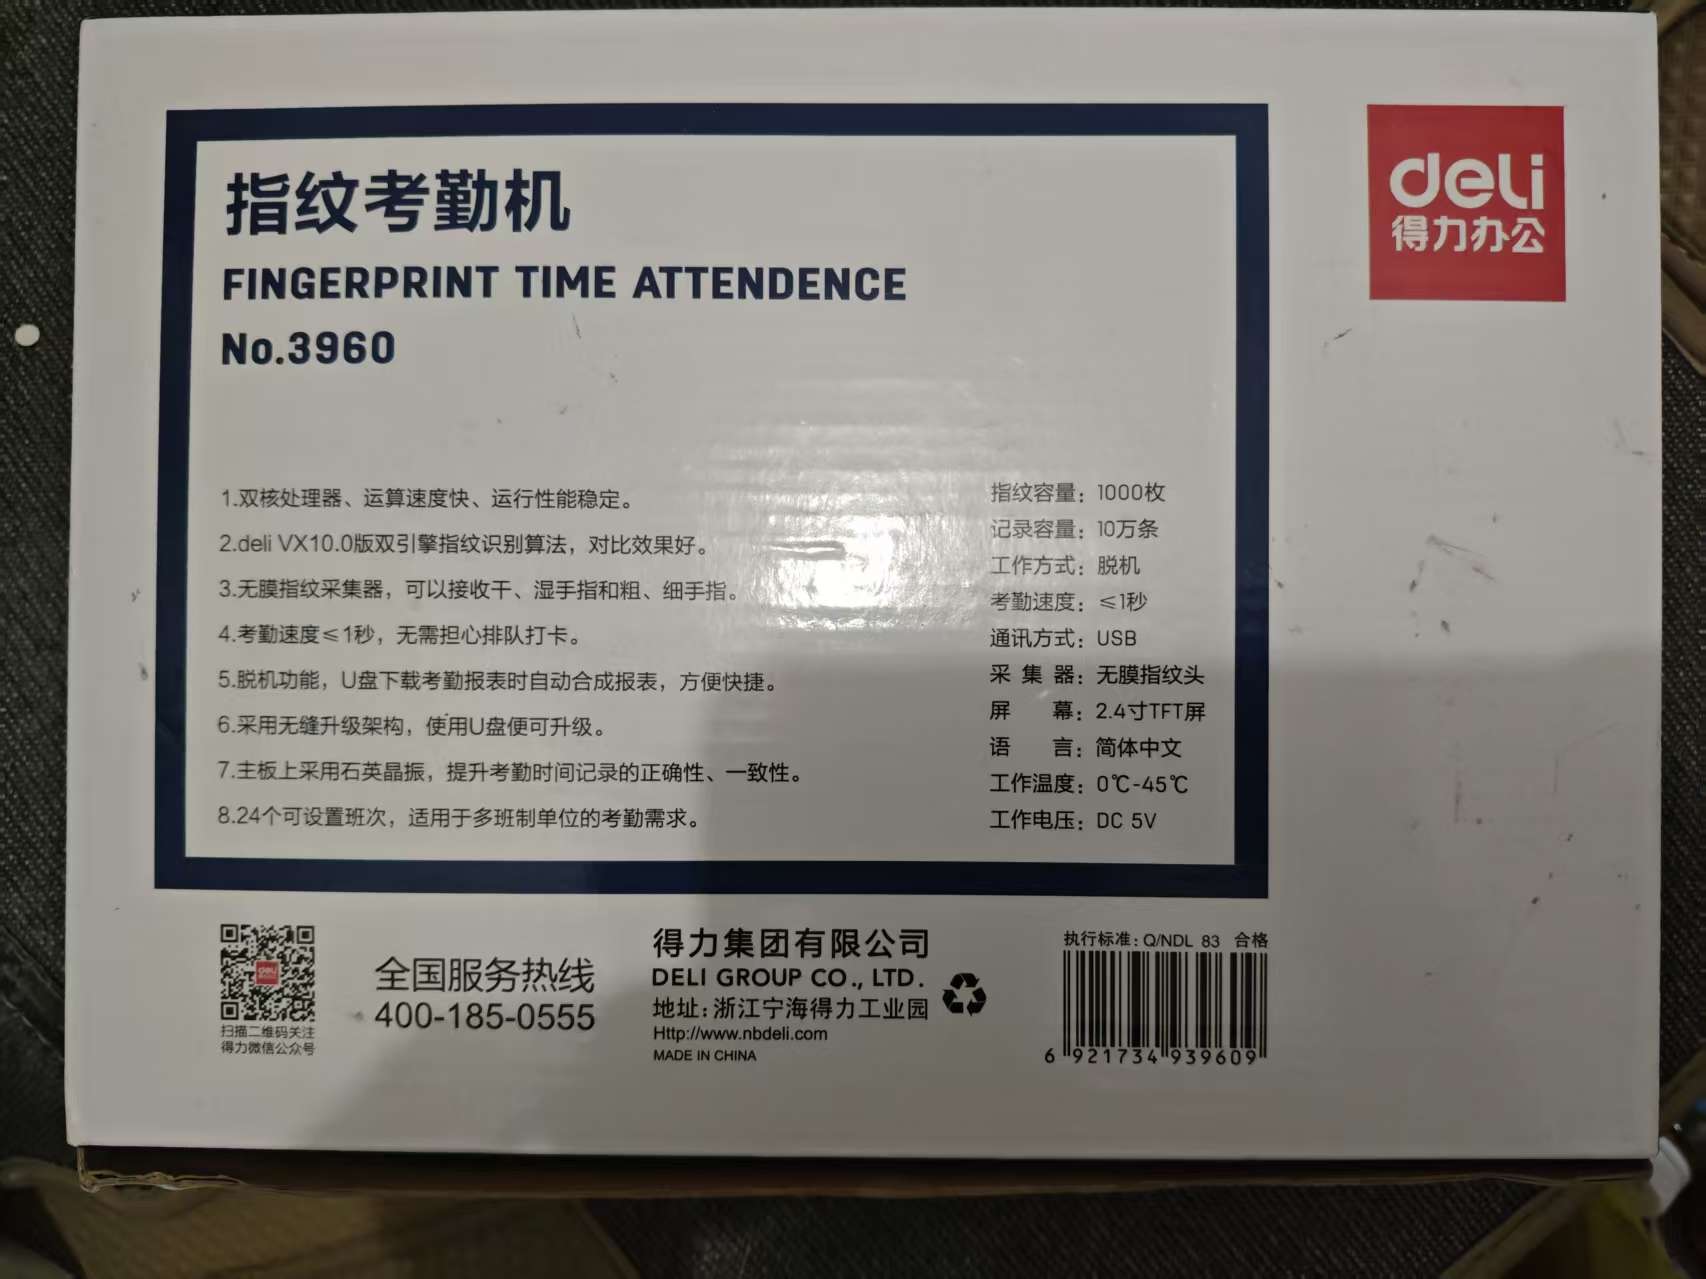 指纹考勤机
FINGERPRINT TIME ATTENDENCE
No.3960
deli
得力办公
1.双核处理器、运算速度快、运行性能稳定。
2.deli VX10.0版双引擎指纹识别算法，对比效果好。
3.无膜指纹采集器，可以接收干、湿手指和粗、细手指。
4.考勤速度≤1秒，无需担心排队打卡。
5.脱机功能，U盘下载考勤报表时自动合成报表，方便快捷。
6.采用无缝升级架构，使用U盘便可升级。
7.主板上采用石英晶振，提升考勤时间记录的正确性、一致性。
8.24个可设置班次，适用于多班制单位的考勤需求。
指纹容量：1000枚
记录容量：10万条
工作方式：脱机
考勤速度：≤1秒
通讯方式：USB
采 集 器：无膜指纹头
屏 幕：2.4寸TFT屏
语 言：简体中文
工作温度：0℃-45℃
工作电压：DC 5V
deli
扫描二维码关注
得力微信公众号
全国服务热线
400-185-0555
得力集团有限公司
DELI GROUP CO., LTD.
地址：浙江宁海得力工业园
Http://www.nbdeli.com
MADE IN CHINA
执行标准：Q/NDL 83 合格
6 921734 939609